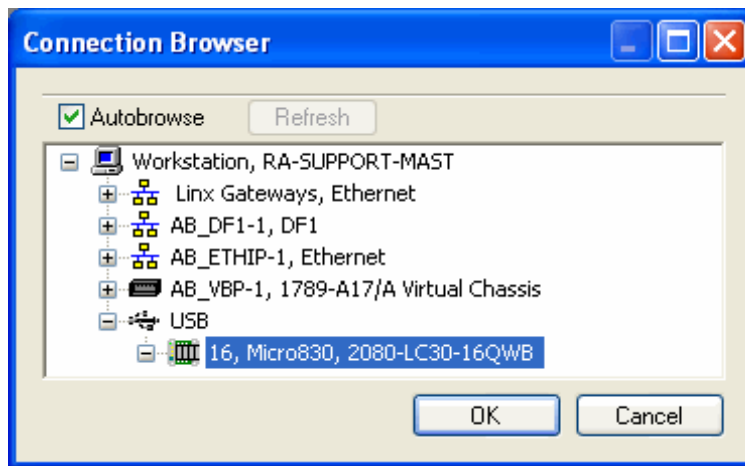 Connection Browser
Autobrowse Refresh
Workstation, RA-SUPPORT-MAST
Linx Gateways, Ethernet
AB_DF1-1, DF1
AB_ETHIP-1, Ethernet
AB_VBP-1, 1789-A17/A Virtual Chassis
USB
16, Micro830, 2080-LC30-16QWB
OK Cancel